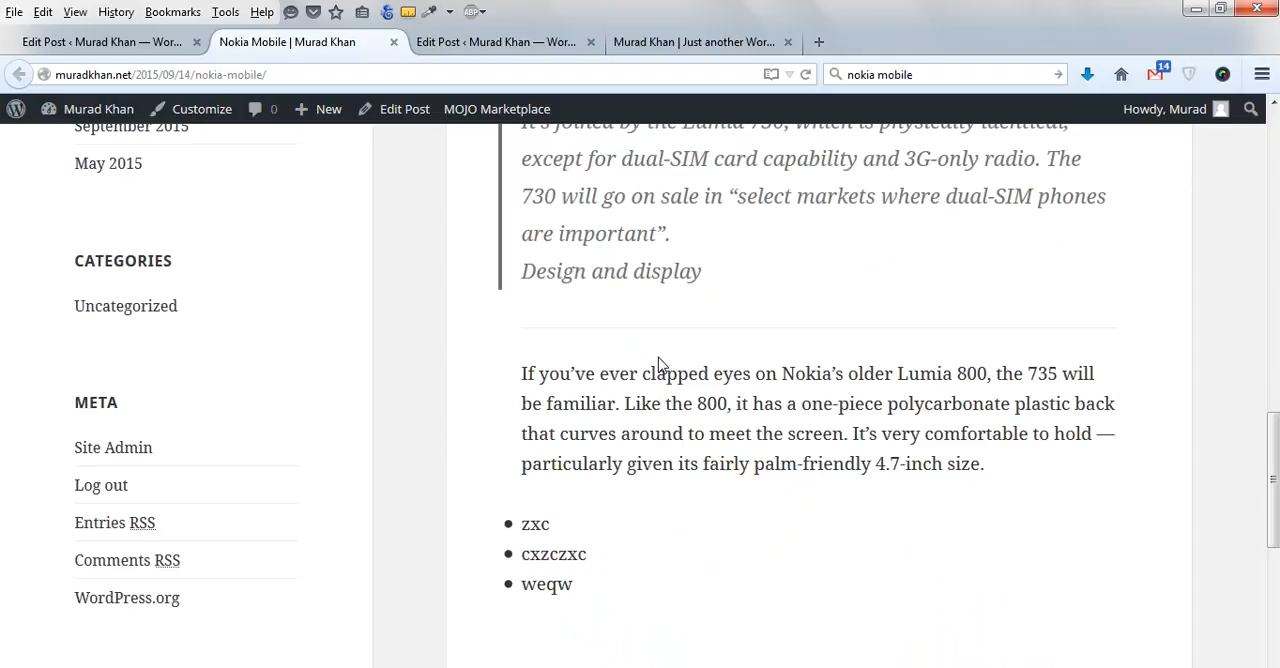 File Edit View History Bookmarks Tools Help ABP
Edit Post ‹ Murad Khan — Wor... × Nokia Mobile | Murad Khan × Edit Post ‹ Murad Khan — Wor... × Murad Khan | Just another Wor... × +
muradkhan.net/2015/09/14/nokia-mobile/ nokia mobile 14
Murad Khan Customize 0 New Edit Post MOJO Marketplace Howdy, Murad
September 2015
May 2015
CATEGORIES
Uncategorized
META
Site Admin
Log out
Entries RSS
Comments RSS
WordPress.org
It's joined by the Lumia 730, which is physically identical,
except for dual-SIM card capability and 3G-only radio. The
730 will go on sale in “select markets where dual-SIM phones
are important”.
Design and display
If you’ve ever clapped eyes on Nokia’s older Lumia 800, the 735 will
be familiar. Like the 800, it has a one-piece polycarbonate plastic back
that curves around to meet the screen. It’s very comfortable to hold —
particularly given its fairly palm-friendly 4.7-inch size.
• zxc
• cxzczxc
• weqw